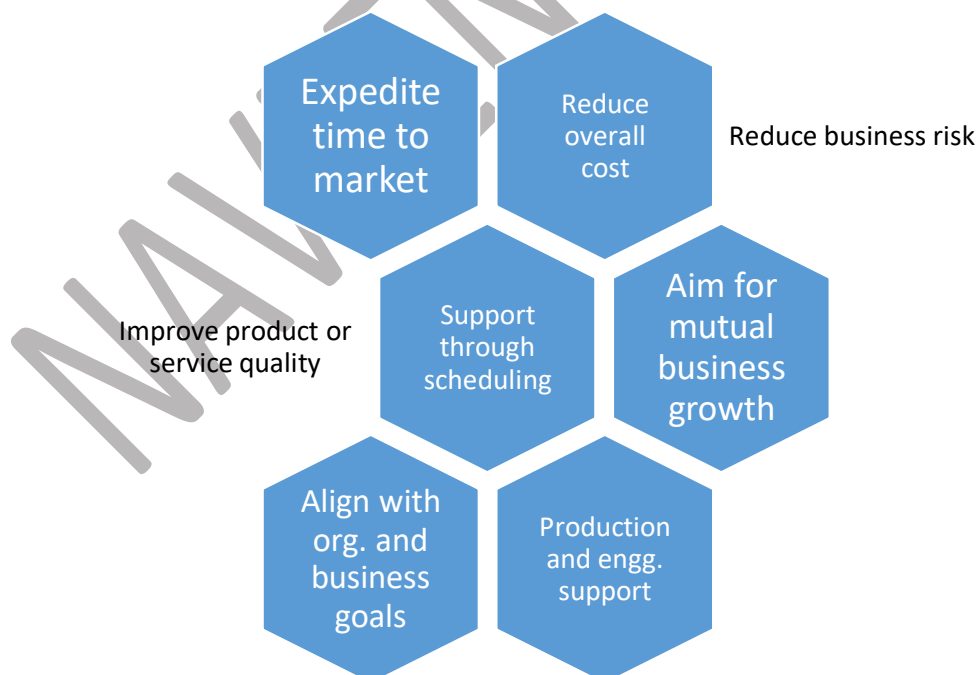 Expedite
time to
market
Reduce
overall
cost
Reduce business risk
Improve product or
service quality
Support
through
scheduling
Aim for
mutual
business
growth
Align with
org. and
business
goals
Production
and engg.
support